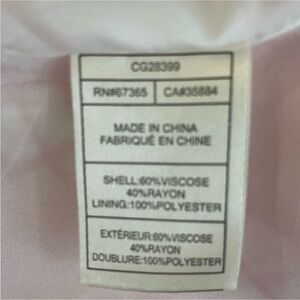 CG28399
RN#67365 CA#35884
MADE IN CHINA
FABRIQUÉ EN CHINE
SHELL:60%VISCOSE
40%RAYON
LINING:100%POLYESTER
EXTÉRIEUR:60%VISCOSE
40%RAYON
DOUBLURE:100%POLYESTER